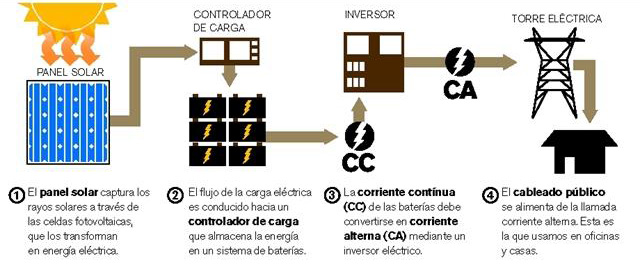 CONTROLADOR
DE CARGA
INVERSOR
TORRE ELÉCTRICA
PANEL SOLAR
CA
CC
1 El panel solar captura los
rayos solares a través de
las celdas fotovoltaicas,
que los transforman
en energía eléctrica.
2 El flujo de la carga eléctrica
es conducido hacia un
controlador de carga
que almacena la energía
en un sistema de baterías.
3 La corriente contínua
(CC) de las baterías debe
convertirse en corriente
alterna (CA) mediante un
inversor eléctrico.
4 El cableado público
se alimenta de la llamada
corriente alterna. Esta es
la que usamos en oficinas
y casas.